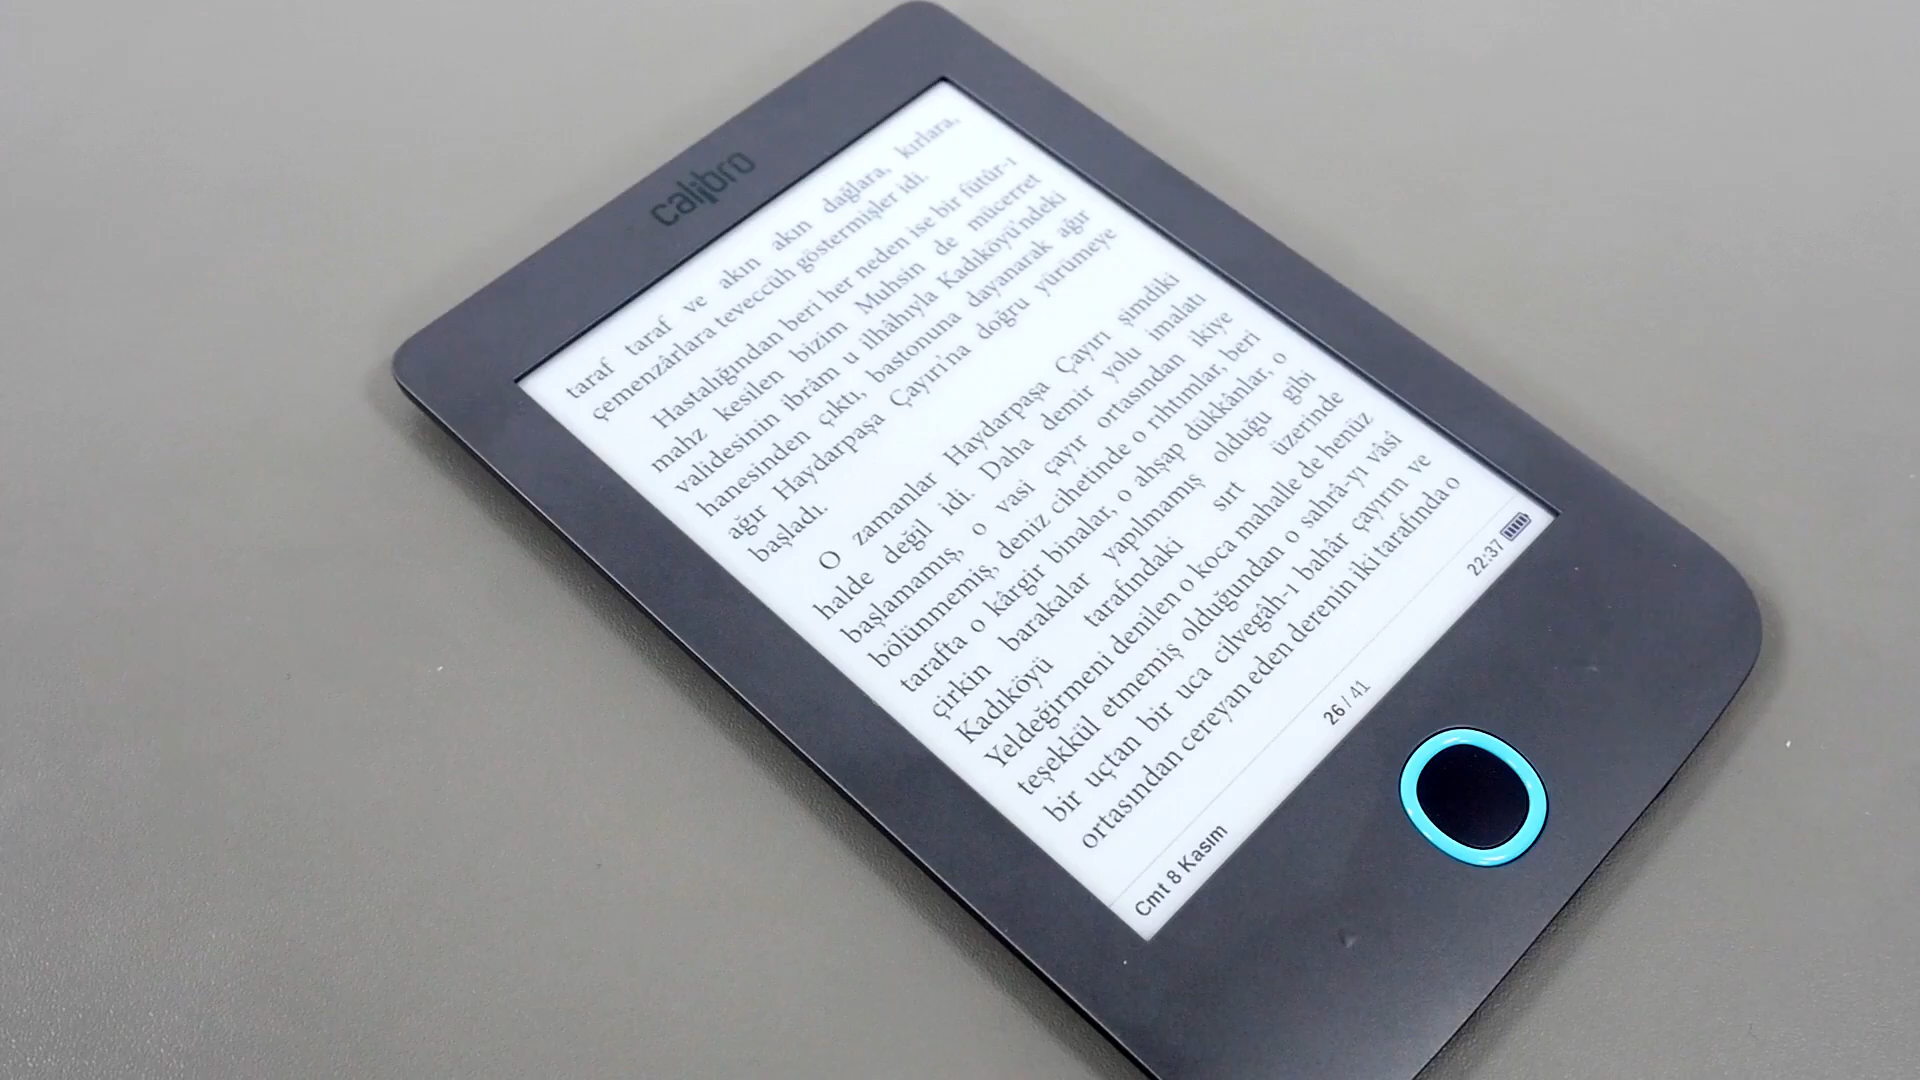 calibro
taraf taraf ve akın akın dağlara, kırlara,
çemenzârlara teveccüh göstermişler idi.
Hastalığından beri her neden ise bir fütûr-ı
mahz kesilen bizim Muhsin de mücerret
validesinin ibrâm u ilhâhıyla Kadıköyü'ndeki
hanesinden çıktı, bastonuna dayanarak ağır
ağır Haydarpaşa Çayırı'na doğru yürümeye
başladı.
O zamanlar Haydarpaşa Çayırı şimdiki
halde değil idi. Daha demir yolu imalatı
başlamamış, o vasi çayır ortasından ikiye
bölünmemiş, deniz cihetinde o rıhtımlar, beri
tarafta o kârgir binalar, o ahşap dükkânlar, o
çirkin barakalar yapılmamış olduğu gibi
Kadıköyü tarafındaki sırt üzerinde
Yeldeğirmeni denilen o koca mahalle de henüz
teşekkül etmemiş olduğundan o sahrâ-yı vâsî
bir uçtan bir uca cilvegâh-ı bahâr çayırın ve
ortasından cereyan eden derenin iki tarafında o
Cmt 8 Kasım 26 / 41 22:37